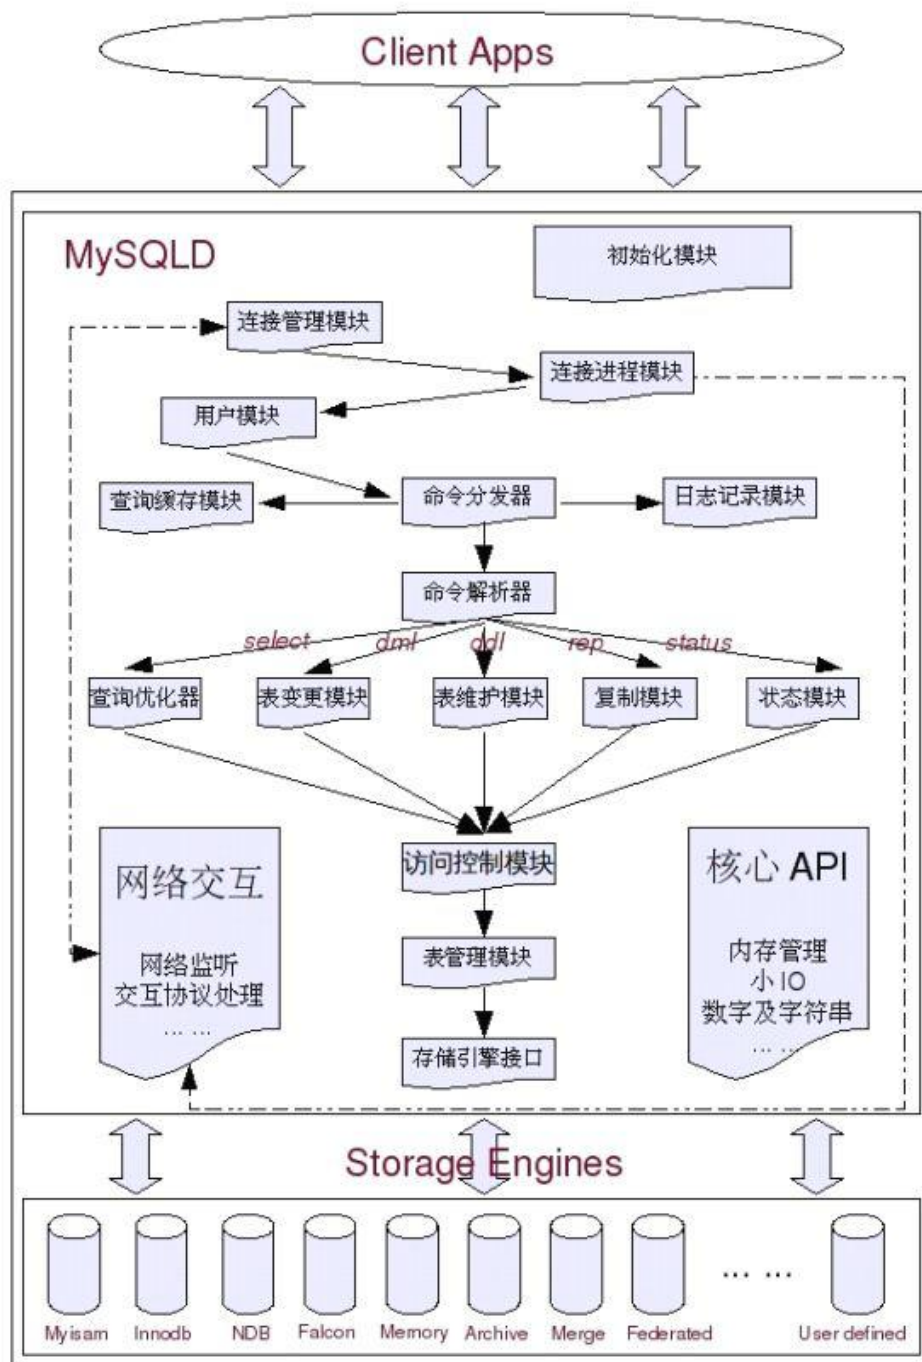 Client Apps
MySQLD
初始化模块
连接管理模块
连接进程模块
用户模块
查询缓存模块
命令分发器
日志记录模块
命令解析器
select
dml
ddl
rep
status
查询优化器
表变更模块
表维护模块
复制模块
状态模块
网络交互
网络监听
交互协议处理
... ...
访问控制模块
表管理模块
存储引擎接口
核心 API
内存管理
小 IO
数字及字符串
... ...
Storage Engines
... ...
Myisam
Innodb
NDB
Falcon
Memory
Archive
Merge
Federated
User defined